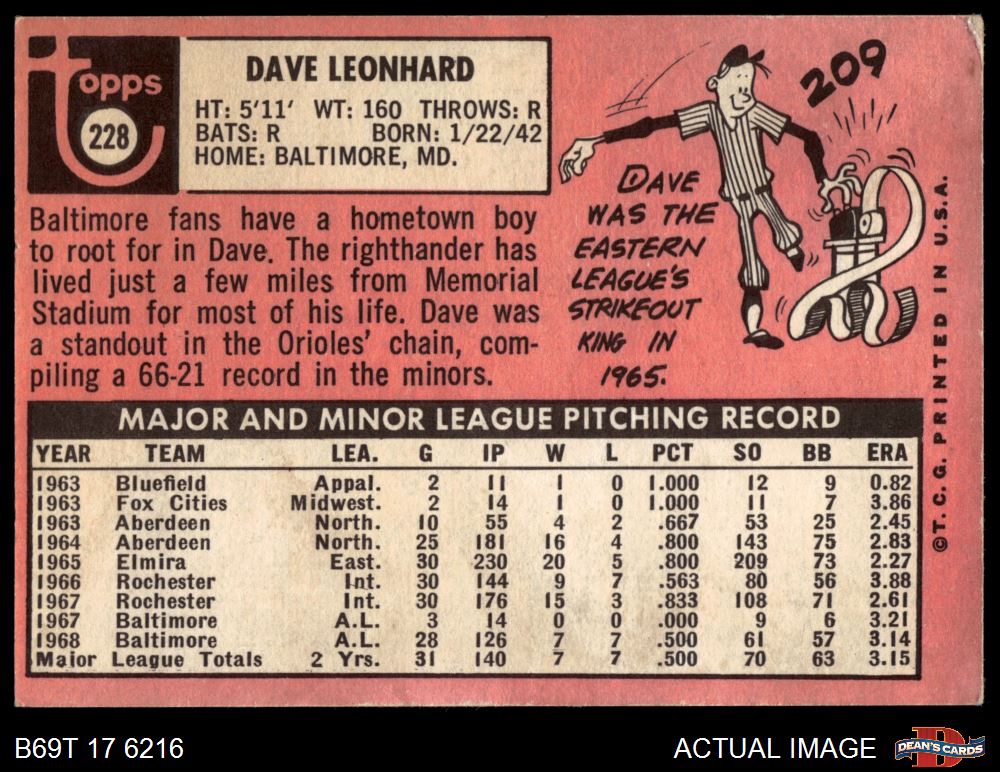 topps
228
DAVE LEONHARD
HT: 5'11' WT: 160 THROWS: R
BATS: R BORN: 1/22/42
HOME: BALTIMORE, MD.
Baltimore fans have a hometown boy
to root for in Dave. The righthander has
lived just a few miles from Memorial
Stadium for most of his life. Dave was
a standout in the Orioles' chain, com-
piling a 66-21 record in the minors.
209
DAVE
WAS THE
EASTERN
LEAGUE'S
STRIKEOUT
KING IN
1965.
MAJOR AND MINOR LEAGUE PITCHING RECORD
YEAR TEAM LEA. G IP W L PCT SO BB ERA
1963 Bluefield Appal. 2 11 1 0 1.000 12 9 0.82
1963 Fox Cities Midwest. 2 14 1 0 1.000 11 7 3.86
1963 Aberdeen North. 10 55 4 2 .667 53 25 2.45
1964 Aberdeen North. 25 181 16 4 .800 143 75 2.83
1965 Elmira East. 30 230 20 5 .800 209 73 2.27
1966 Rochester Int. 30 144 9 7 .563 80 56 3.88
1967 Rochester Int. 30 176 15 3 .833 108 71 2.61
1967 Baltimore A.L. 3 14 0 0 .000 9 6 3.21
1968 Baltimore A.L. 28 126 7 7 .500 61 57 3.14
Major League Totals 2 Yrs. 31 140 7 7 .500 70 63 3.15
©T.C.G. PRINTED IN U.S.A.
B69T 17 6216
ACTUAL IMAGE
DEAN'S CARDS